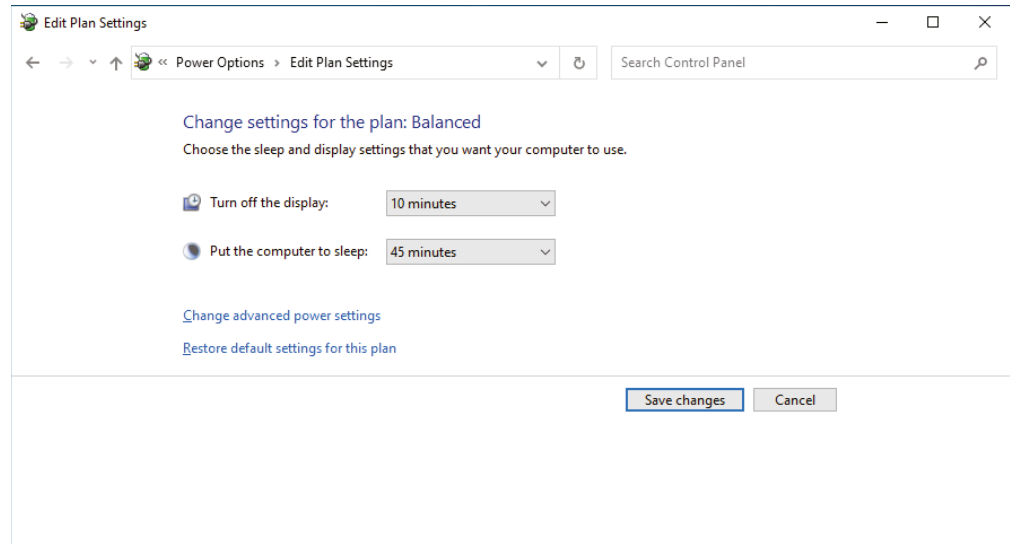 Edit Plan Settings
« Power Options › Edit Plan Settings
Search Control Panel
Change settings for the plan: Balanced
Choose the sleep and display settings that you want your computer to use.
Turn off the display: 10 minutes
Put the computer to sleep: 45 minutes
Change advanced power settings
Restore default settings for this plan
Save changes Cancel